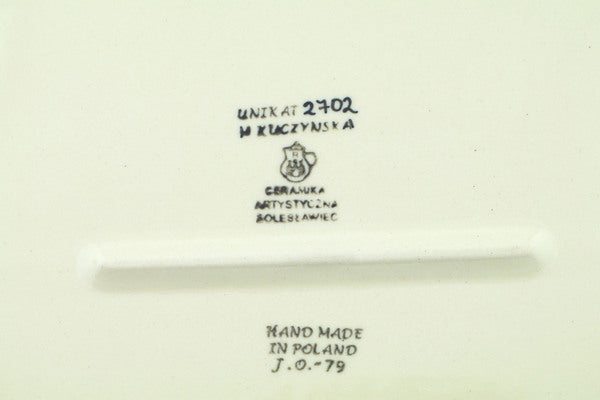 UNIKAT 2702
M KUCZYNSKA
R
CERAMIKA
ARTYSTYCZNA
BOLESŁAWIEC
HAND MADE
IN POLAND
J.O.-79